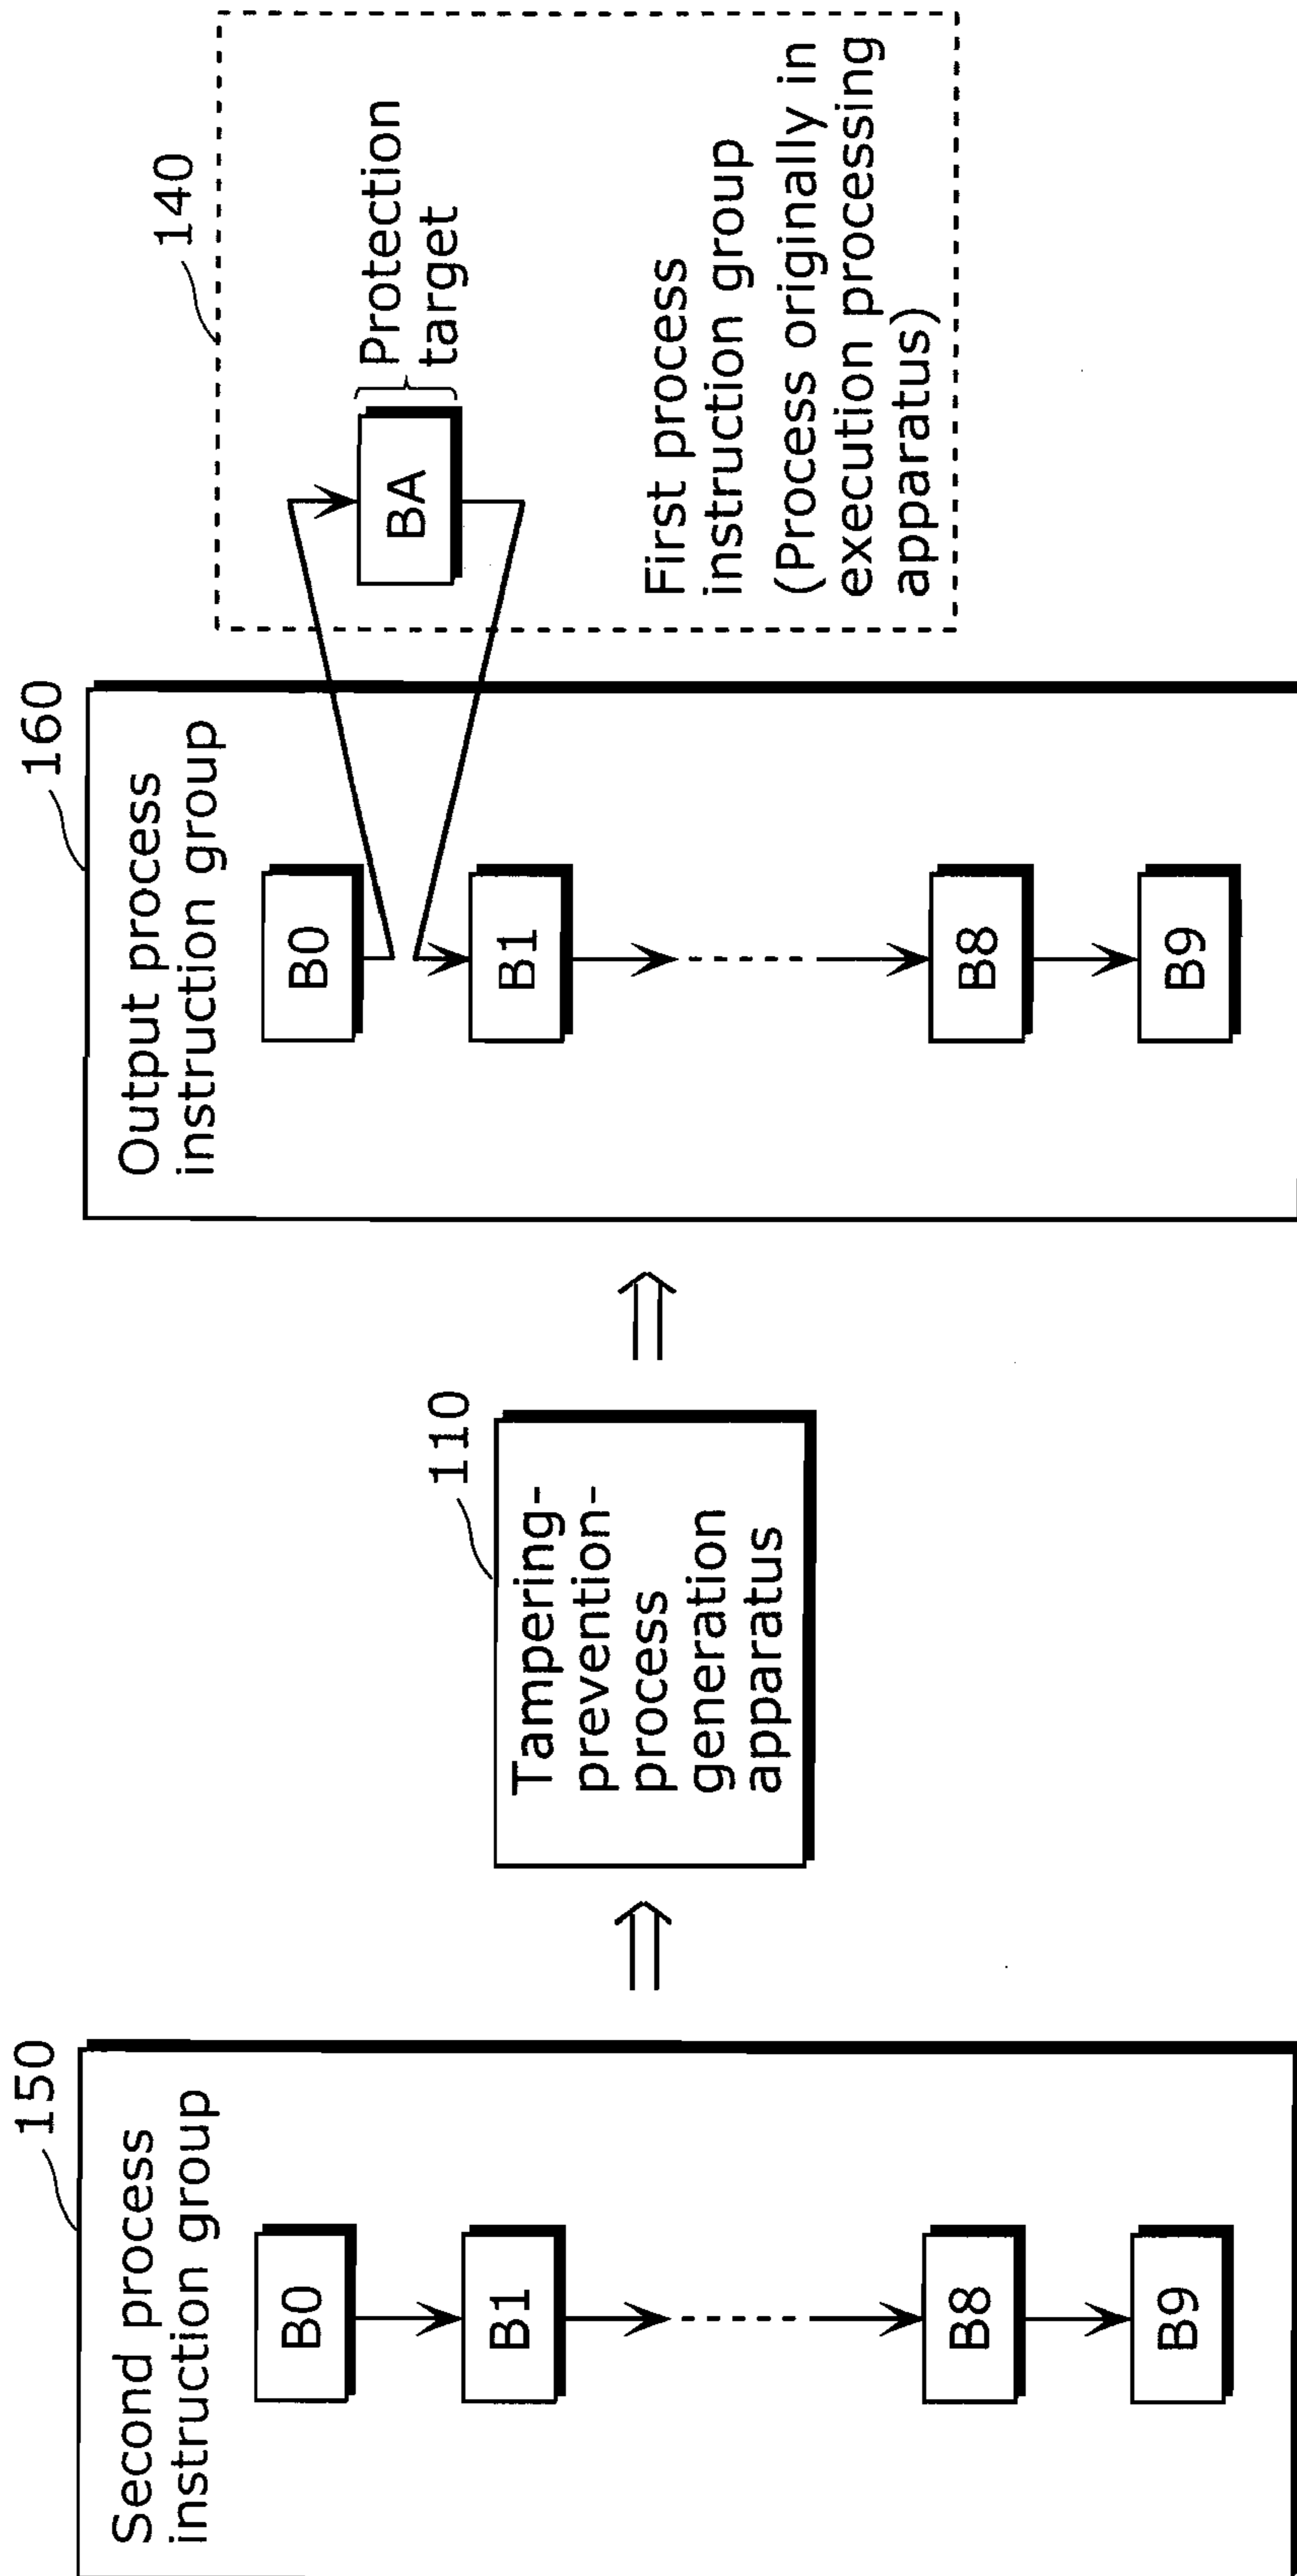 150
Second process
instruction group
B0
B1
B8
B9
110
Tampering-
prevention-
process
generation
apparatus
160
Output process
instruction group
B0
B1
B8
B9
140
BA
Protection
target
First process
instruction group
(Process originally in
execution processing
apparatus)